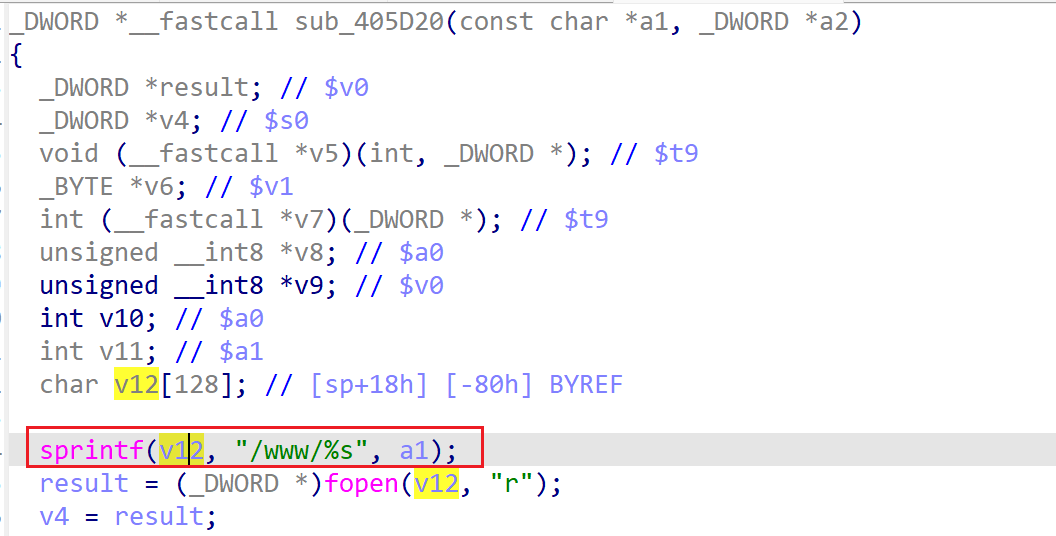 _DWORD *__fastcall sub_405D20(const char *a1, _DWORD *a2)
{
  _DWORD *result; // $v0
  _DWORD *v4; // $s0
  void (__fastcall *v5)(int, _DWORD *); // $t9
  _BYTE *v6; // $v1
  int (__fastcall *v7)(_DWORD *); // $t9
  unsigned __int8 *v8; // $a0
  unsigned __int8 *v9; // $v0
  int v10; // $a0
  int v11; // $a1
  char v12[128]; // [sp+18h] [-80h] BYREF
  sprintf(v12, "/www/%s", a1);
  result = (_DWORD *)fopen(v12, "r");
  v4 = result;